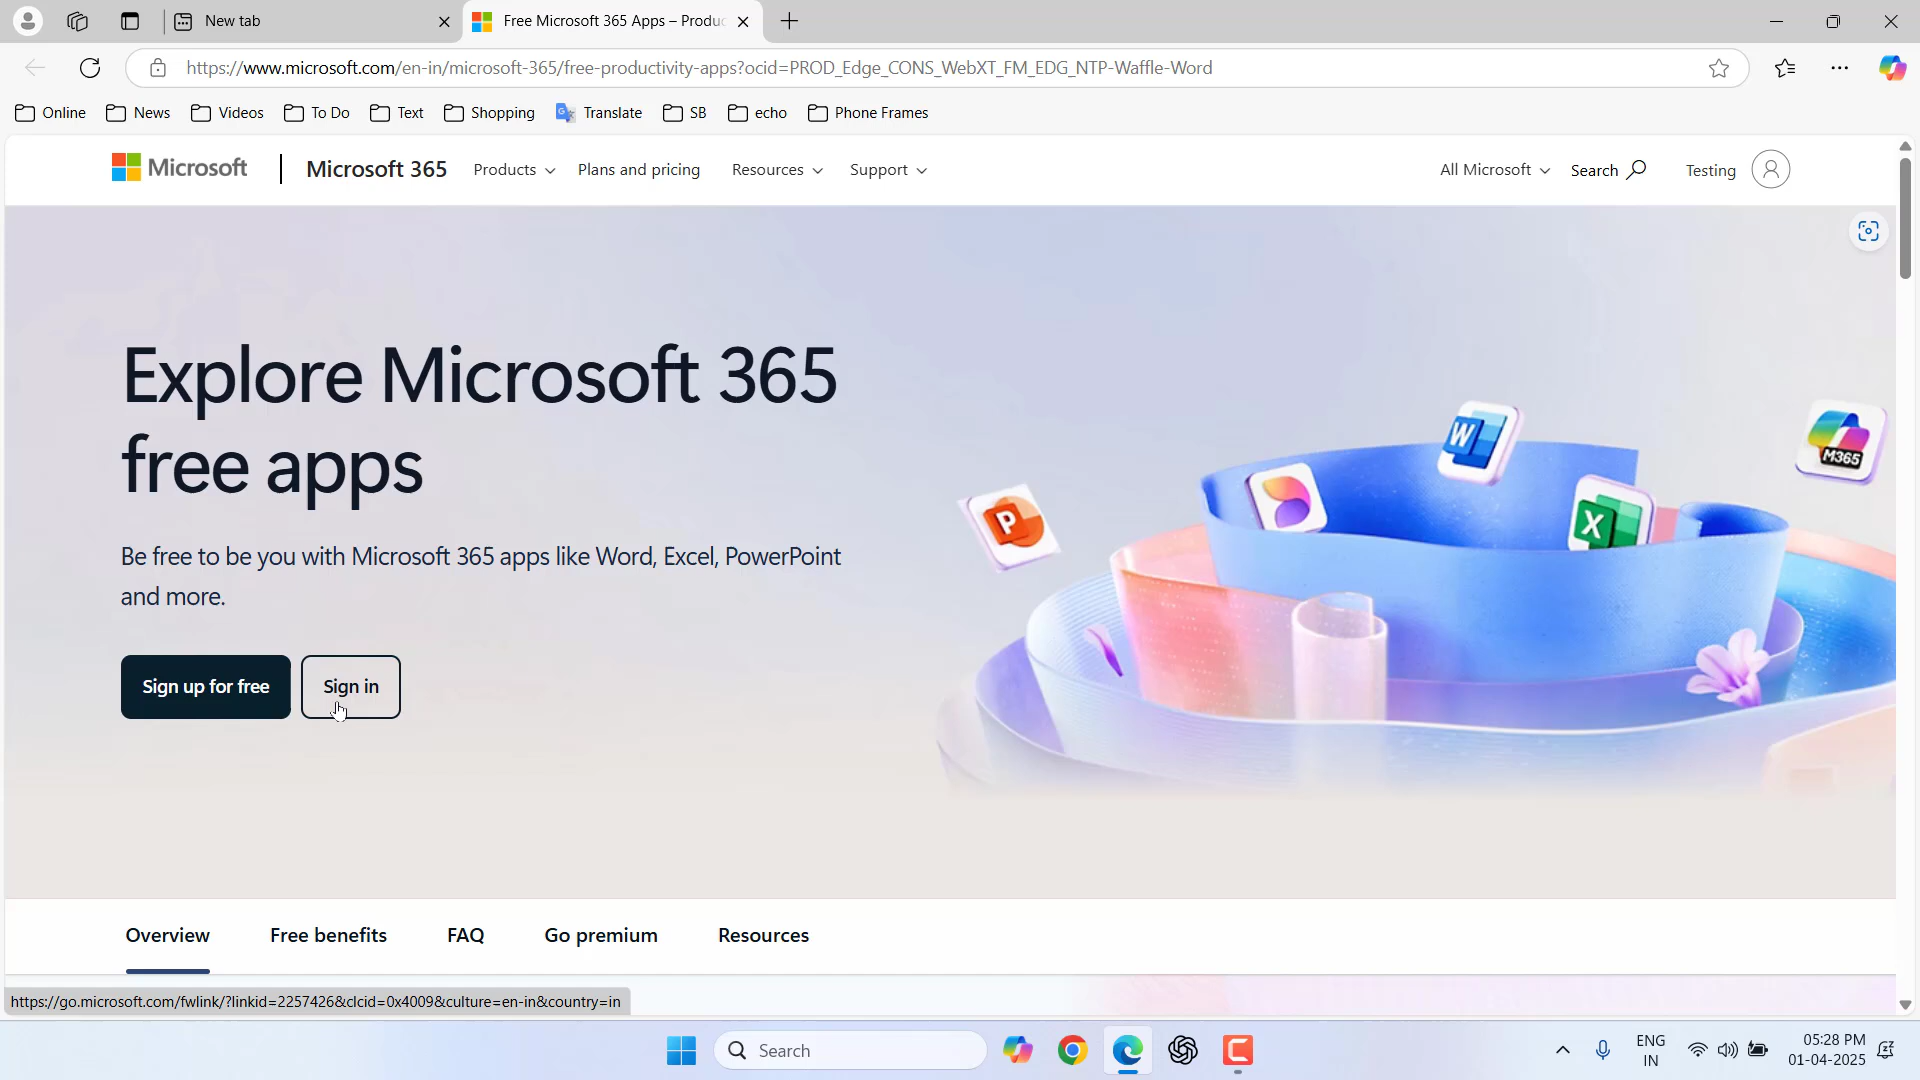 New tab
Free Microsoft 365 Apps – Produc
https://www.microsoft.com/en-in/microsoft-365/free-productivity-apps?ocid=PROD_Edge_CONS_WebXT_FM_EDG_NTP-Waffle-Word
Online News Videos To Do Text Shopping Translate SB echo Phone Frames
Microsoft Microsoft 365 Products Plans and pricing Resources Support All Microsoft Search Testing
Explore Microsoft 365
free apps
Be free to be you with Microsoft 365 apps like Word, Excel, PowerPoint
and more.
Sign up for free Sign in
P
W
X
M365
Overview Free benefits FAQ Go premium Resources
https://go.microsoft.com/fwlink/?linkid=2257426&clcid=0x4009&culture=en-in&country=in
Search
ENG
IN
05:28 PM
01-04-2025